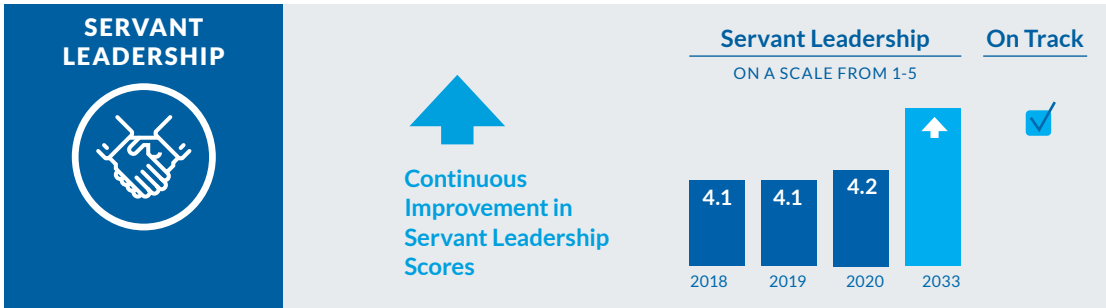 SERVANT
LEADERSHIP
Continuous
Improvement in
Servant Leadership
Scores
Servant Leadership
ON A SCALE FROM 1-5
On Track
4.1
4.1
4.2
2018
2019
2020
2033